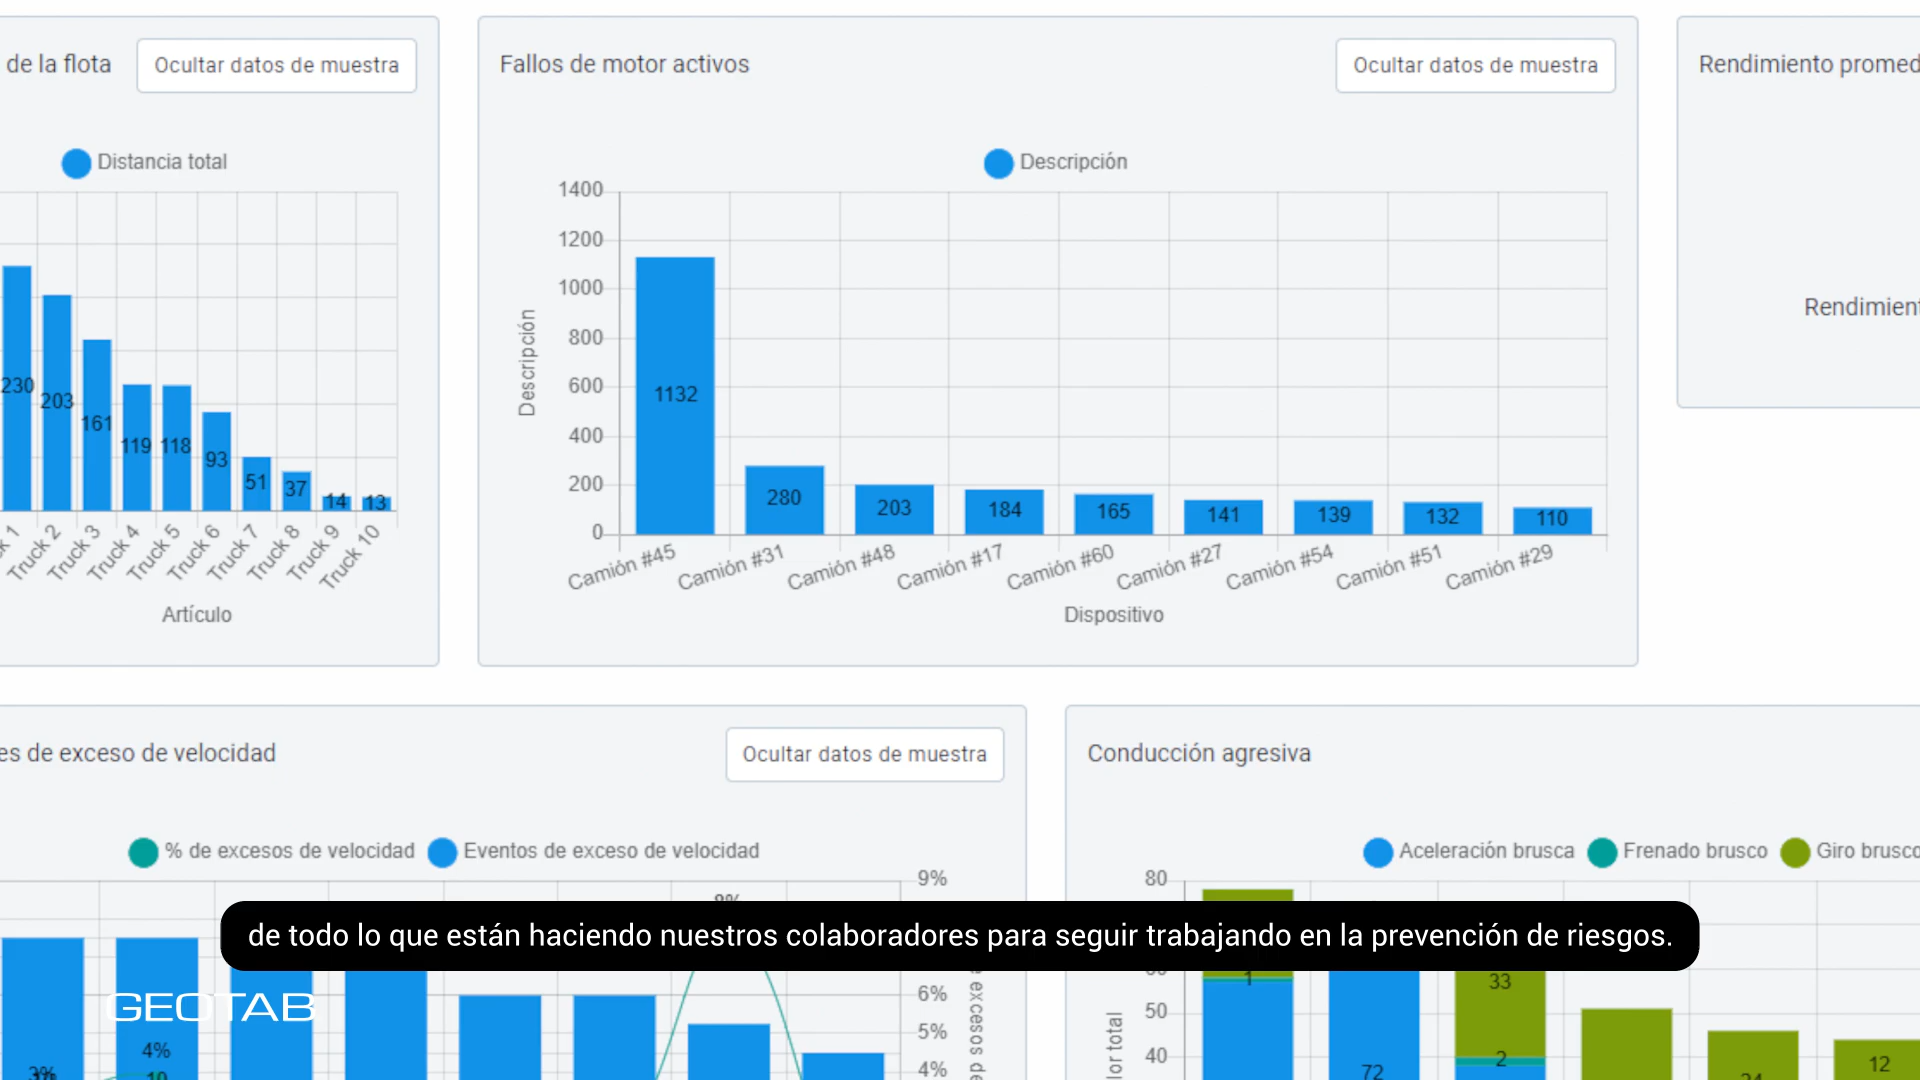 de la flota
Ocultar datos de muestra
Distancia total
230
203
161
119
118
93
51
37
14
13
1
Truck 2
Truck 3
Truck 4
Truck 5
Truck 6
Truck 7
Truck 8
Truck 9
Truck 10
Artículo
Fallos de motor activos
Ocultar datos de muestra
Descripción
1400
1200
1000
800
600
400
200
0
Descripción
1132
280
203
184
165
141
139
132
110
Camión #45
Camión #31
Camión #48
Camión #17
Camión #60
Camión #27
Camión #54
Camión #51
Camión #29
Dispositivo
Rendimiento promed
Rendimient
es de exceso de velocidad
Ocultar datos de muestra
% de excesos de velocidad
Eventos de exceso de velocidad
9%
6%
5%
4%
excesos de
4%
10
Conducción agresiva
Aceleración brusca
Frenado brusco
Giro brusco
80
50
40
lor total
1
72
33
2
12
de todo lo que están haciendo nuestros colaboradores para seguir trabajando en la prevención de riesgos.
GEOTAB